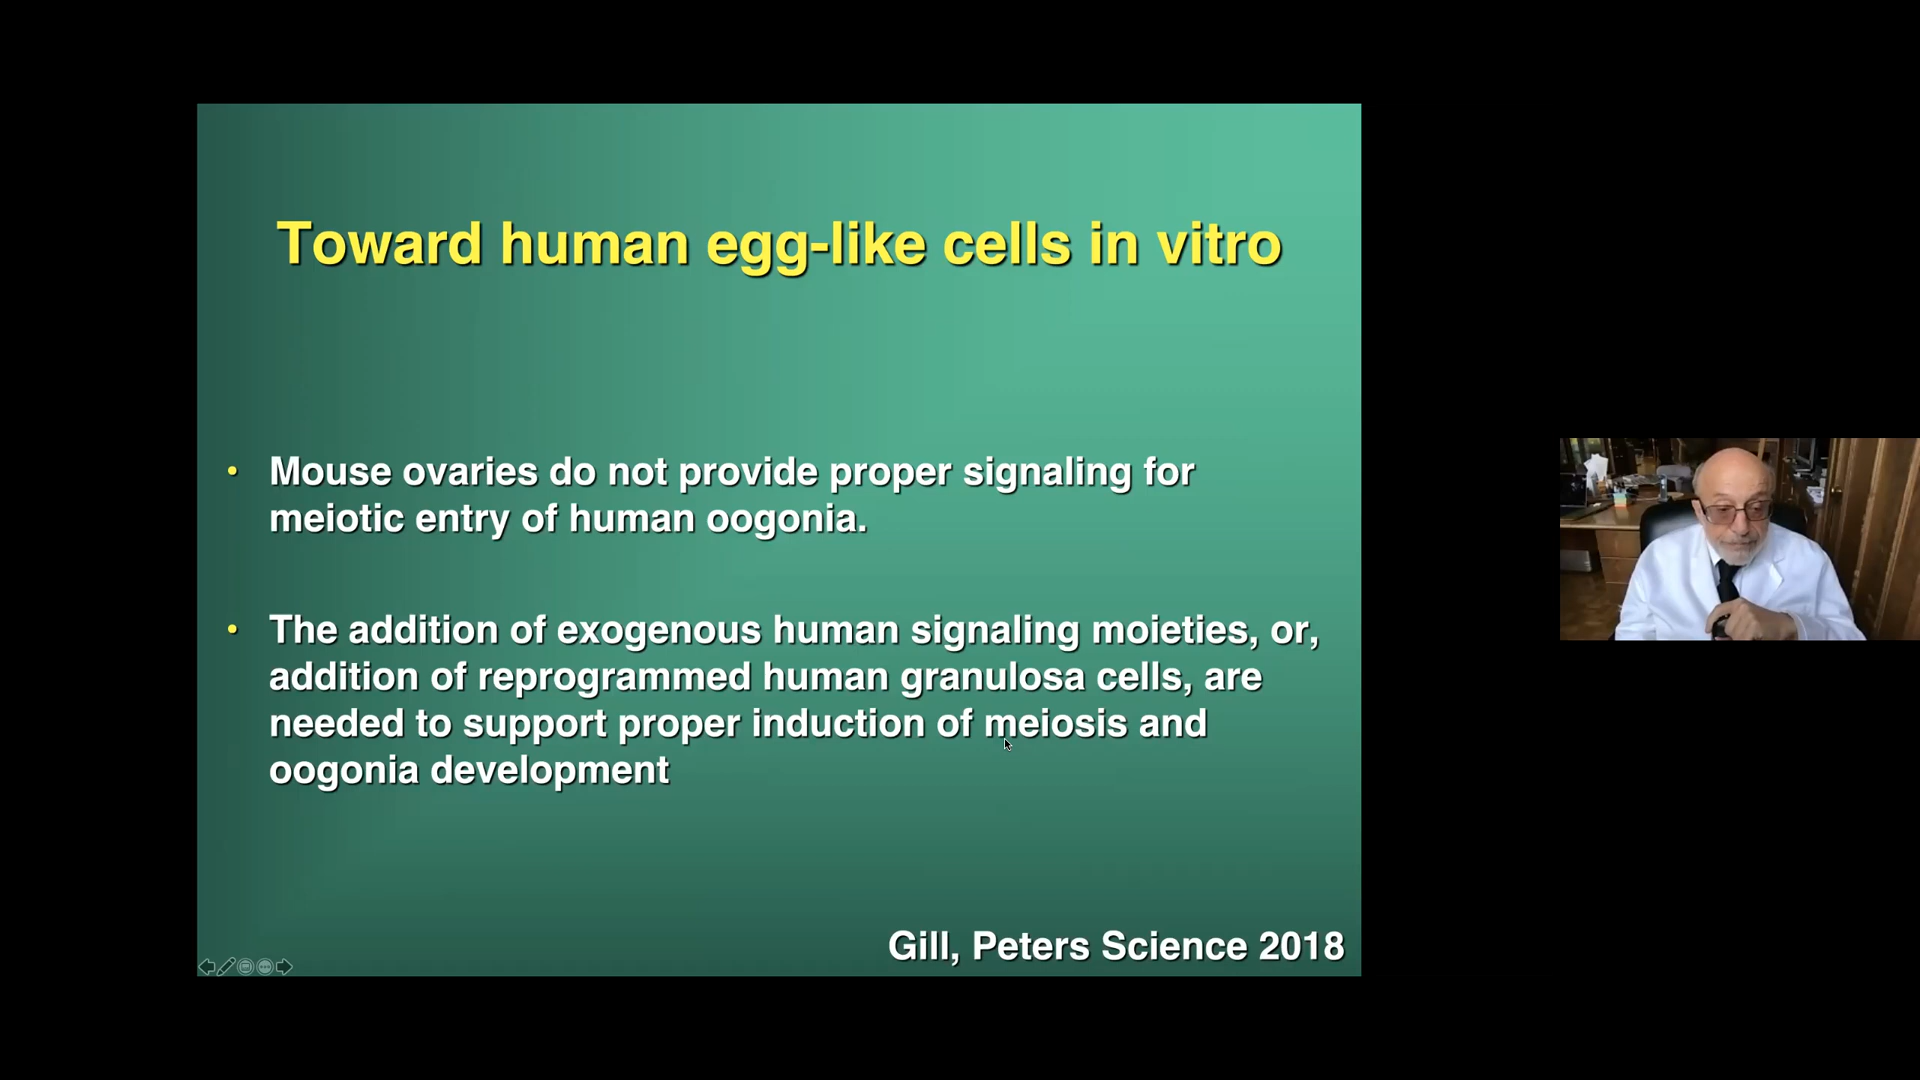 Toward human egg-like cells in vitro
• Mouse ovaries do not provide proper signaling for
meiotic entry of human oogonia.
• The addition of exogenous human signaling moieties, or,
addition of reprogrammed human granulosa cells, are
needed to support proper induction of meiosis and
oogonia development
Gill, Peters Science 2018